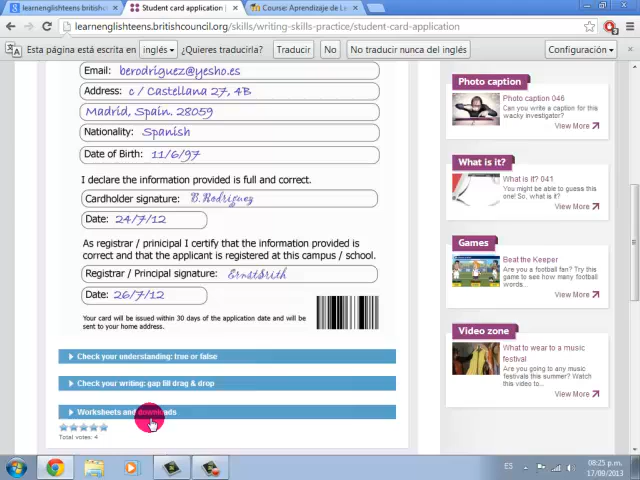 learnenglishteens.british
Student card application |
Course: Aprendizaje de La
learnenglishteens.britishcouncil.org/skills/writing-skills-practice/student-card-application
Esta página está escrita en inglés ¿Quieres traducirla? Traducir No No traducir nunca del inglés Configuración
Email: berodriguez@yesho.es
Address: c / Castellana 27, 4B
Madrid, Spain. 28059
Nationality: Spanish
Date of Birth: 11/6/97
I declare the information provided is full and correct.
Cardholder signature: B. Rodriguez
Date: 24/7/12
As registrar / prinicipal I certify that the information provided is
correct and that the applicant is registered at this campus / school.
Registrar / Principal signature: Ernst Smith
Date: 26/7/12
Your card will be issued within 30 days of the application date and will be
sent to your home address.
Check your understanding: true or false
Check your writing: gap fill drag & drop
Worksheets and downloads
Total votes: 4
Photo caption
Photo caption 046
Can you write a caption for this
wacky investigator?
View More
What is it?
What is it? 041
You might be able to guess this
one! So, what is it?
View More
Games
Beat the Keeper
Are you a football fan? Try this
game to see how many football
words...
View More
Video zone
What to wear to a music
festival
Are you going to any music
festivals this summer? Watch
this video to...
View More
ES
08:25 p.m.
17/09/2013